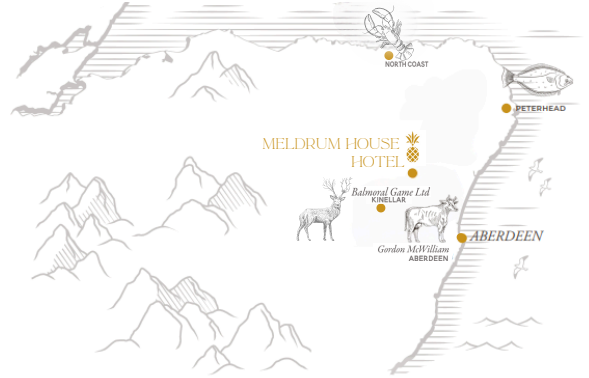 NORTH COAST
PETERHEAD
MELDRUM HOUSE
HOTEL
Balmoral Game Ltd
KINELLAR
ABERDEEN
Gordon McWilliam
ABERDEEN